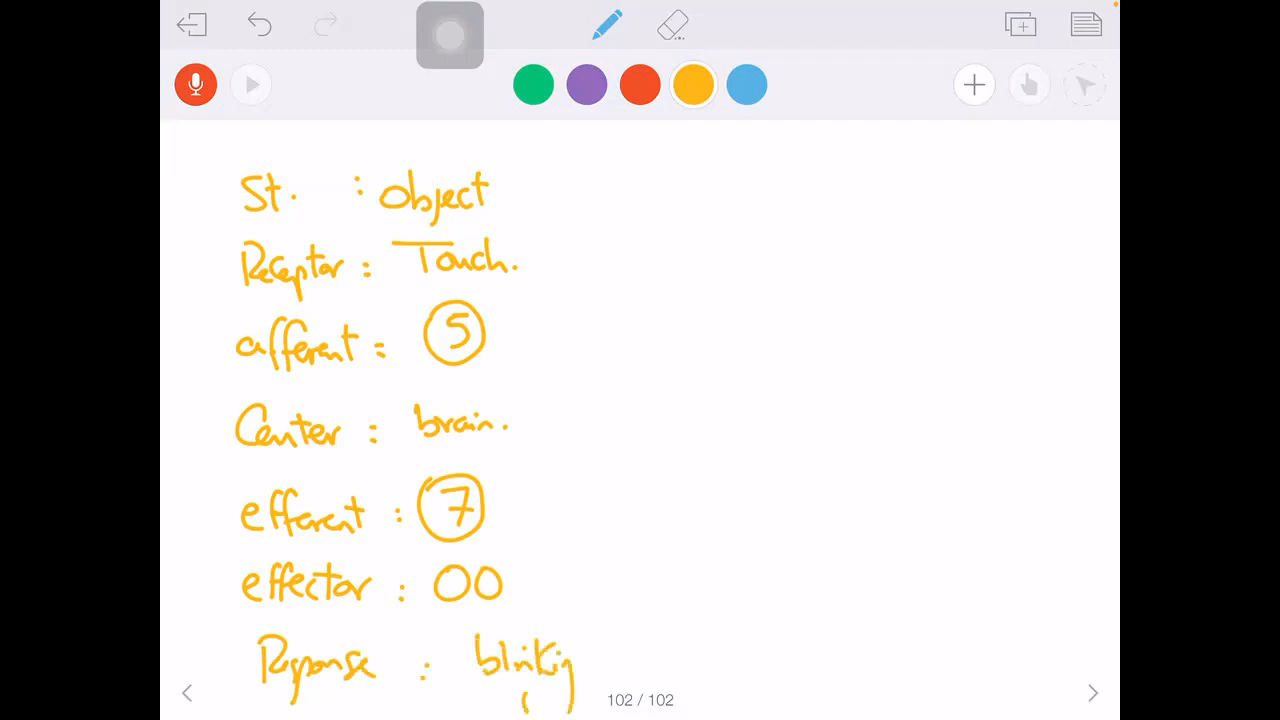 St. : Object
Receptor : Touch.
afferent : 5
Center : brain.
efferent : 7
effector : OO
Response : blinking
102 / 102